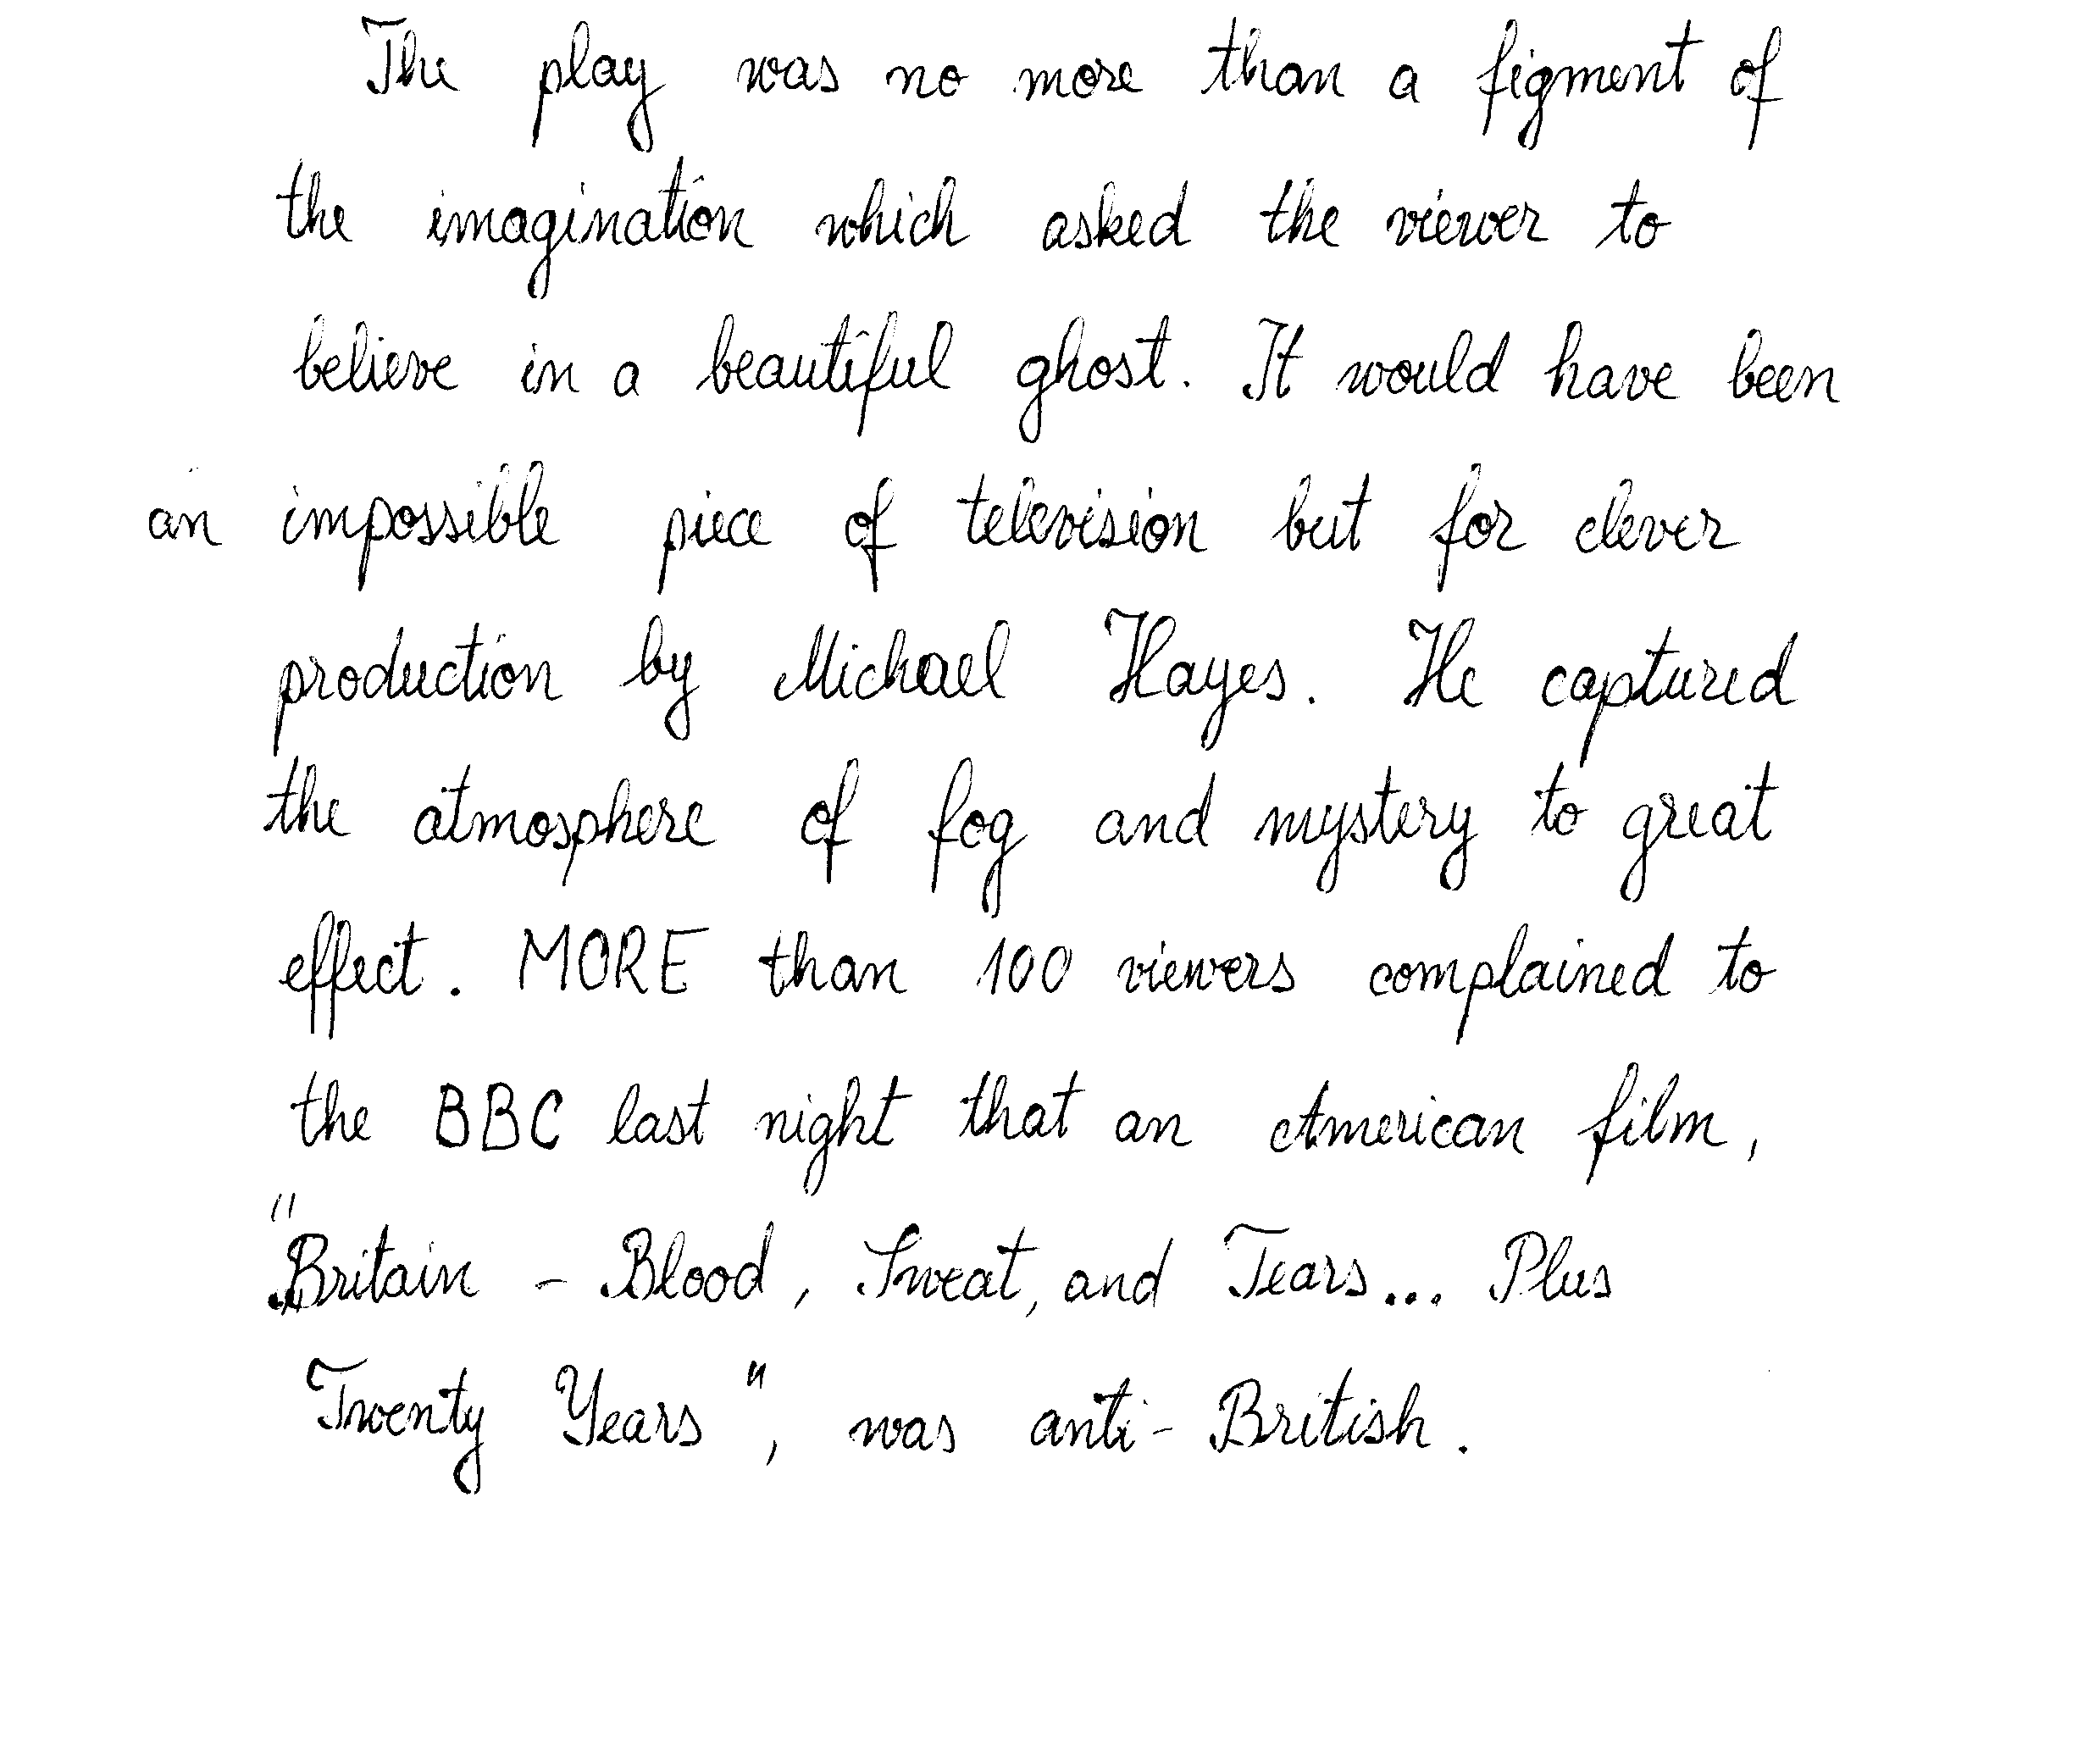 The play was no more than a figment of
the imagination which asked the viewer to
believe in a beautiful ghost. It would have been
an impossible piece of television but for clever
production by Michael Hayes. He captured
the atmosphere of fog and mystery to great
effect. MORE than 100 viewers complained to
the BBC last night that an American film,
"Britain - Blood, Sweat, and Tears... Plus
Twenty Years", was anti-British.